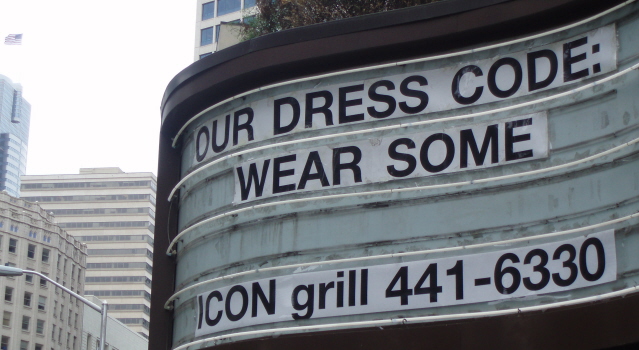 OUR DRESS CODE:
WEAR SOME
ICON grill 441-6330